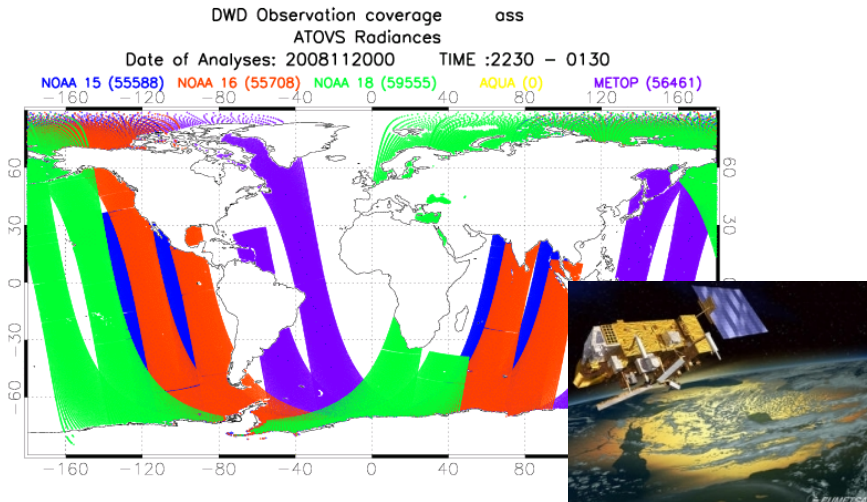 DWD Observation coverage ass
ATOVS Radiances
Date of Analyses: 2008112000 TIME :2230 - 0130
NOAA 15 (55588) NOAA 16 (55708) NOAA 18 (59555) AQUA (0) METOP (56461)
-160 -120 -80 -40 0 40 80 120 160
60 60
30 30
0 0
-30
-60
-160 -120 -80 -40 0 40 80